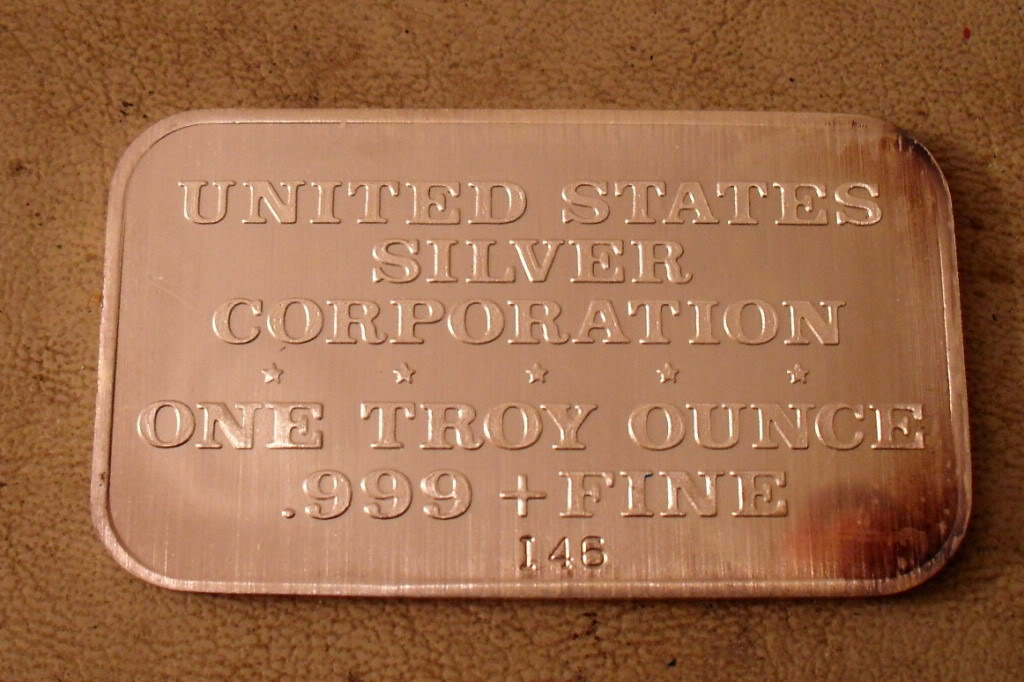 UNITED STATES
SILVER
CORPORATION
ONE TROY OUNCE
.999 + FINE
146